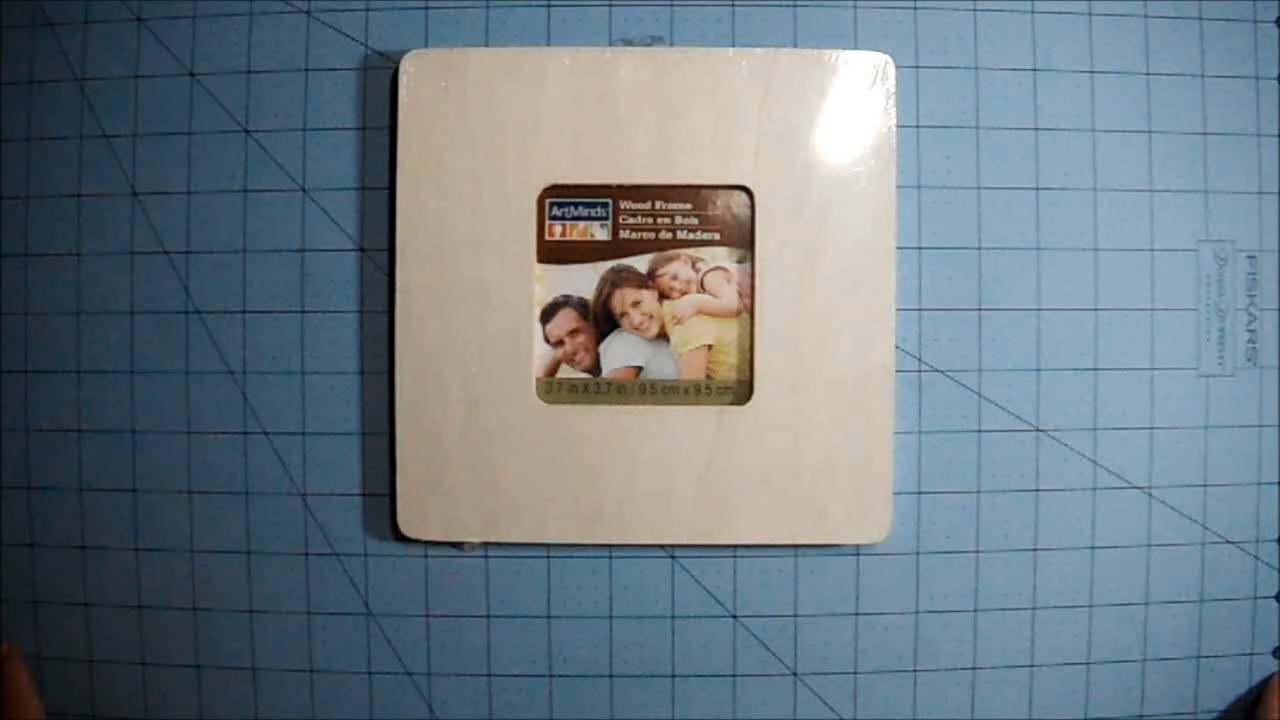 ArtMinds
Wood Frame
Cadre en Bois
Marco de Madera
3.7 in X 3.7 in / 9.5 cm x 9.5 cm
FISKARS